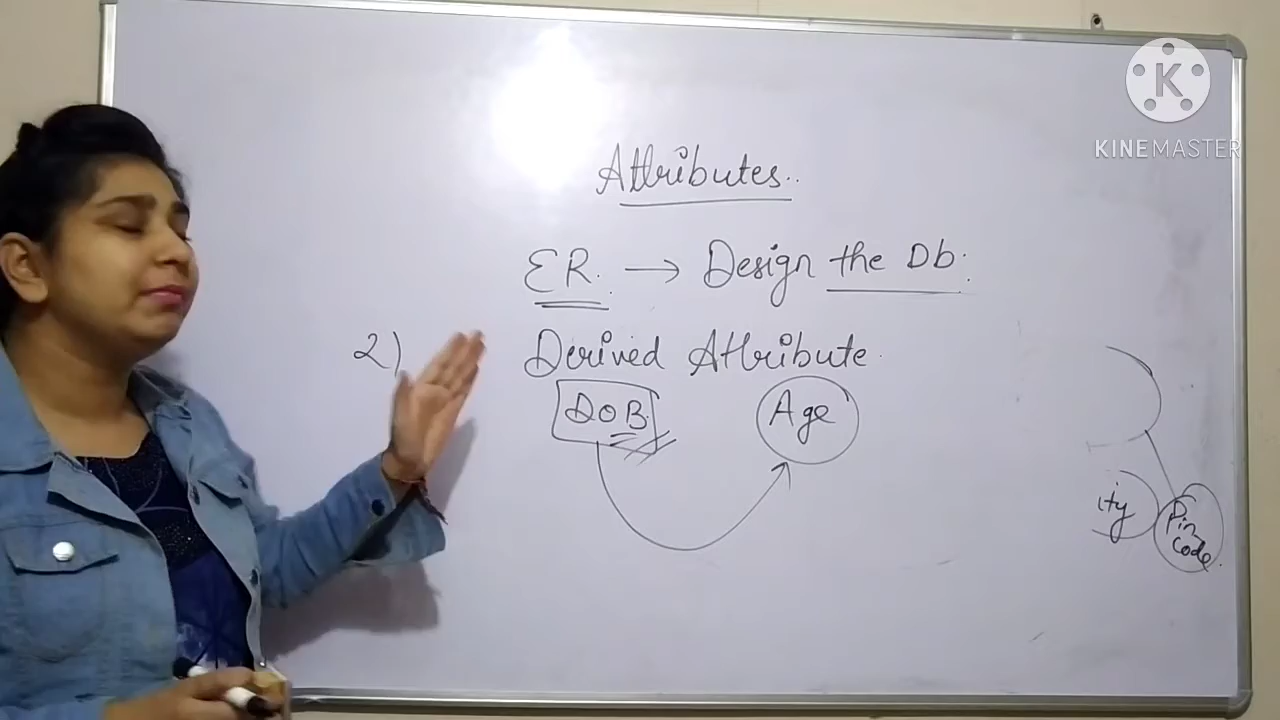 K
KINEMASTER
Attributes..
ER. → Design the Db.
2) Derived Attribute.
DOB Age
ity
Pin
Code.